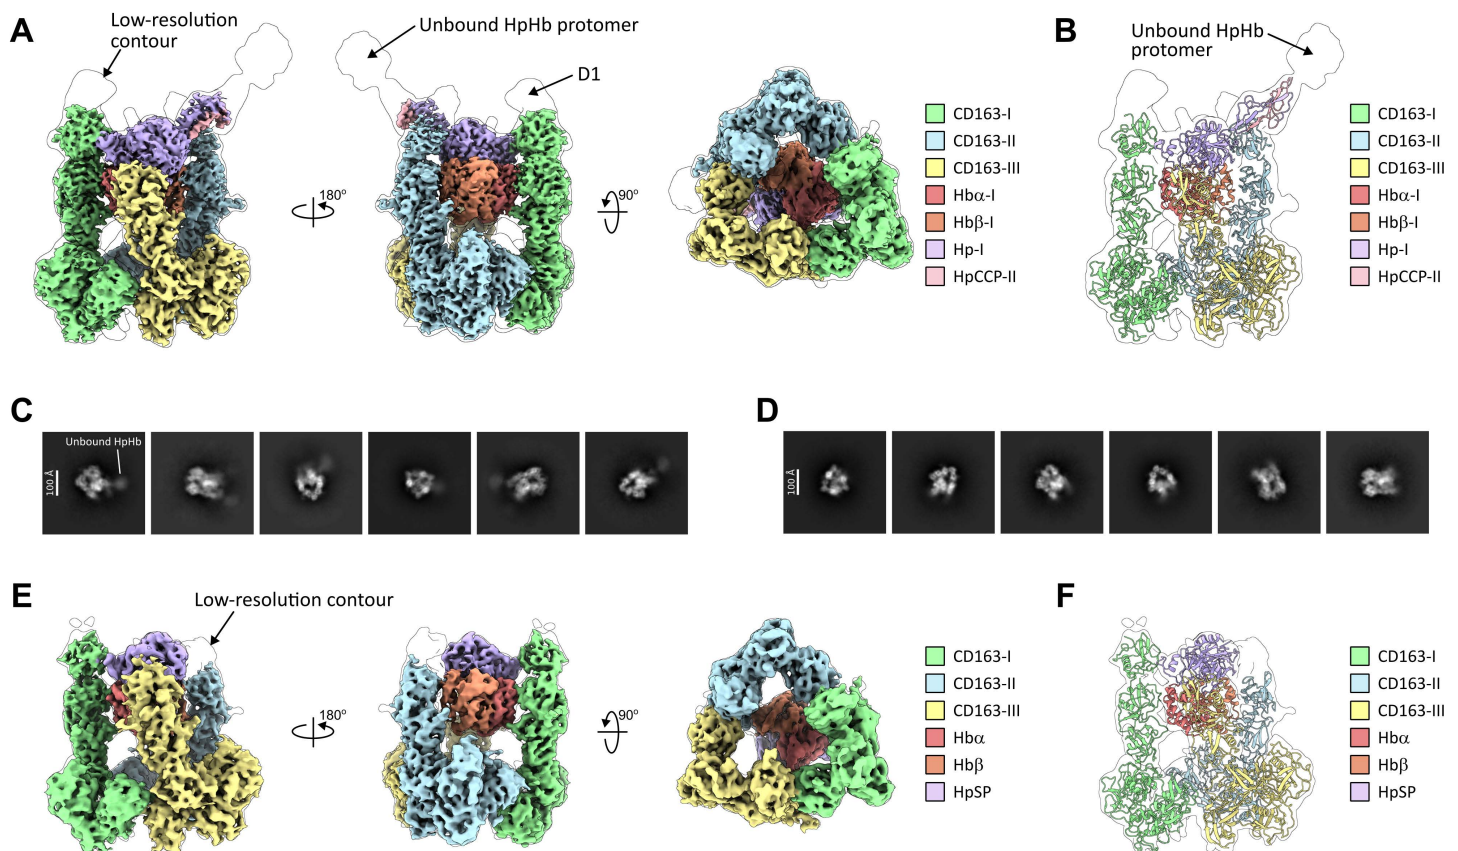 A
Low-resolution
contour
Unbound HpHb protomer
D1
180°
90°
CD163-I
CD163-II
CD163-III
Hbα-I
Hbβ-I
Hp-I
HpCCP-II
B
Unbound HpHb
protomer
CD163-I
CD163-II
CD163-III
Hbα-I
Hbβ-I
Hp-I
HpCCP-II
C
Unbound HpHb
100 Å
D
100 Å
E
Low-resolution contour
180°
90°
CD163-I
CD163-II
CD163-III
Hbα
Hbβ
HpSP
F
CD163-I
CD163-II
CD163-III
Hbα
Hbβ
HpSP